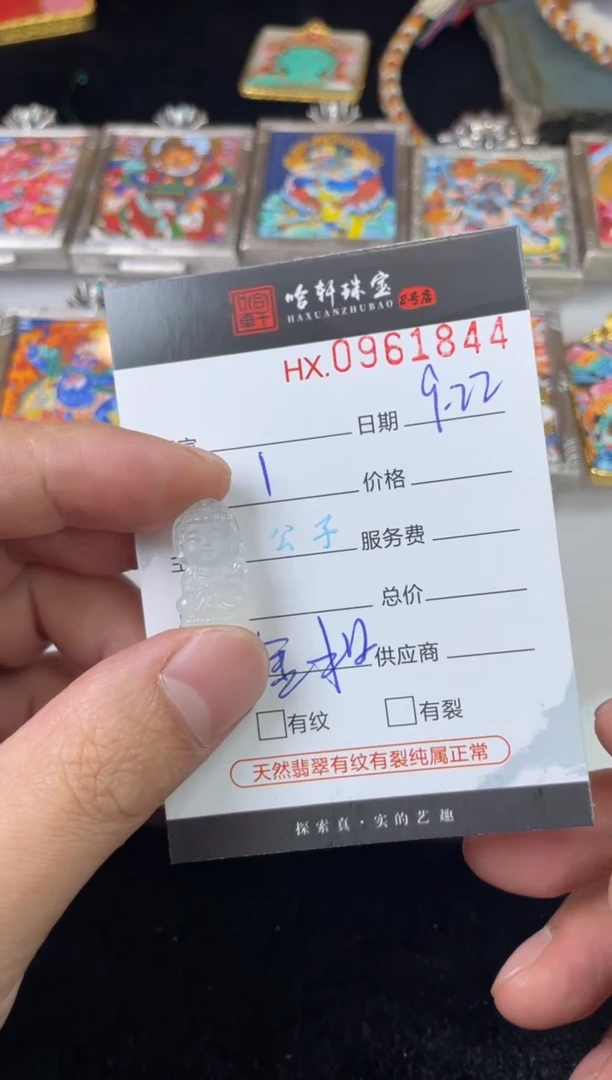 哈轩珠宝 2号店
HAXUANZHUBAO
HX.0961844
日期 9.22
1 价格
公子 服务费
总价
供应商
有纹 有裂
天然翡翠有纹有裂纯属正常
探索真·实的艺趣